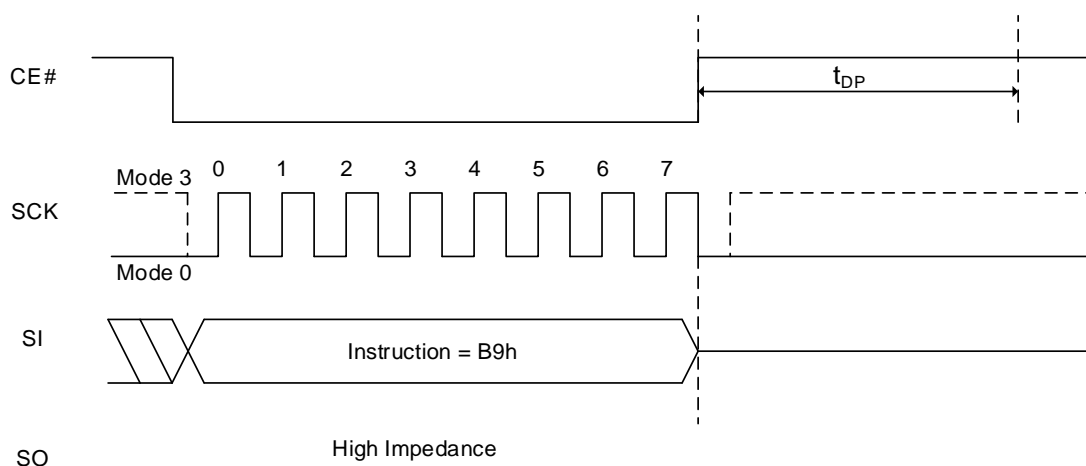 CE#
tDP
Mode 3
0 1 2 3 4 5 6 7
SCK
Mode 0
SI
Instruction = B9h
High Impedance
SO